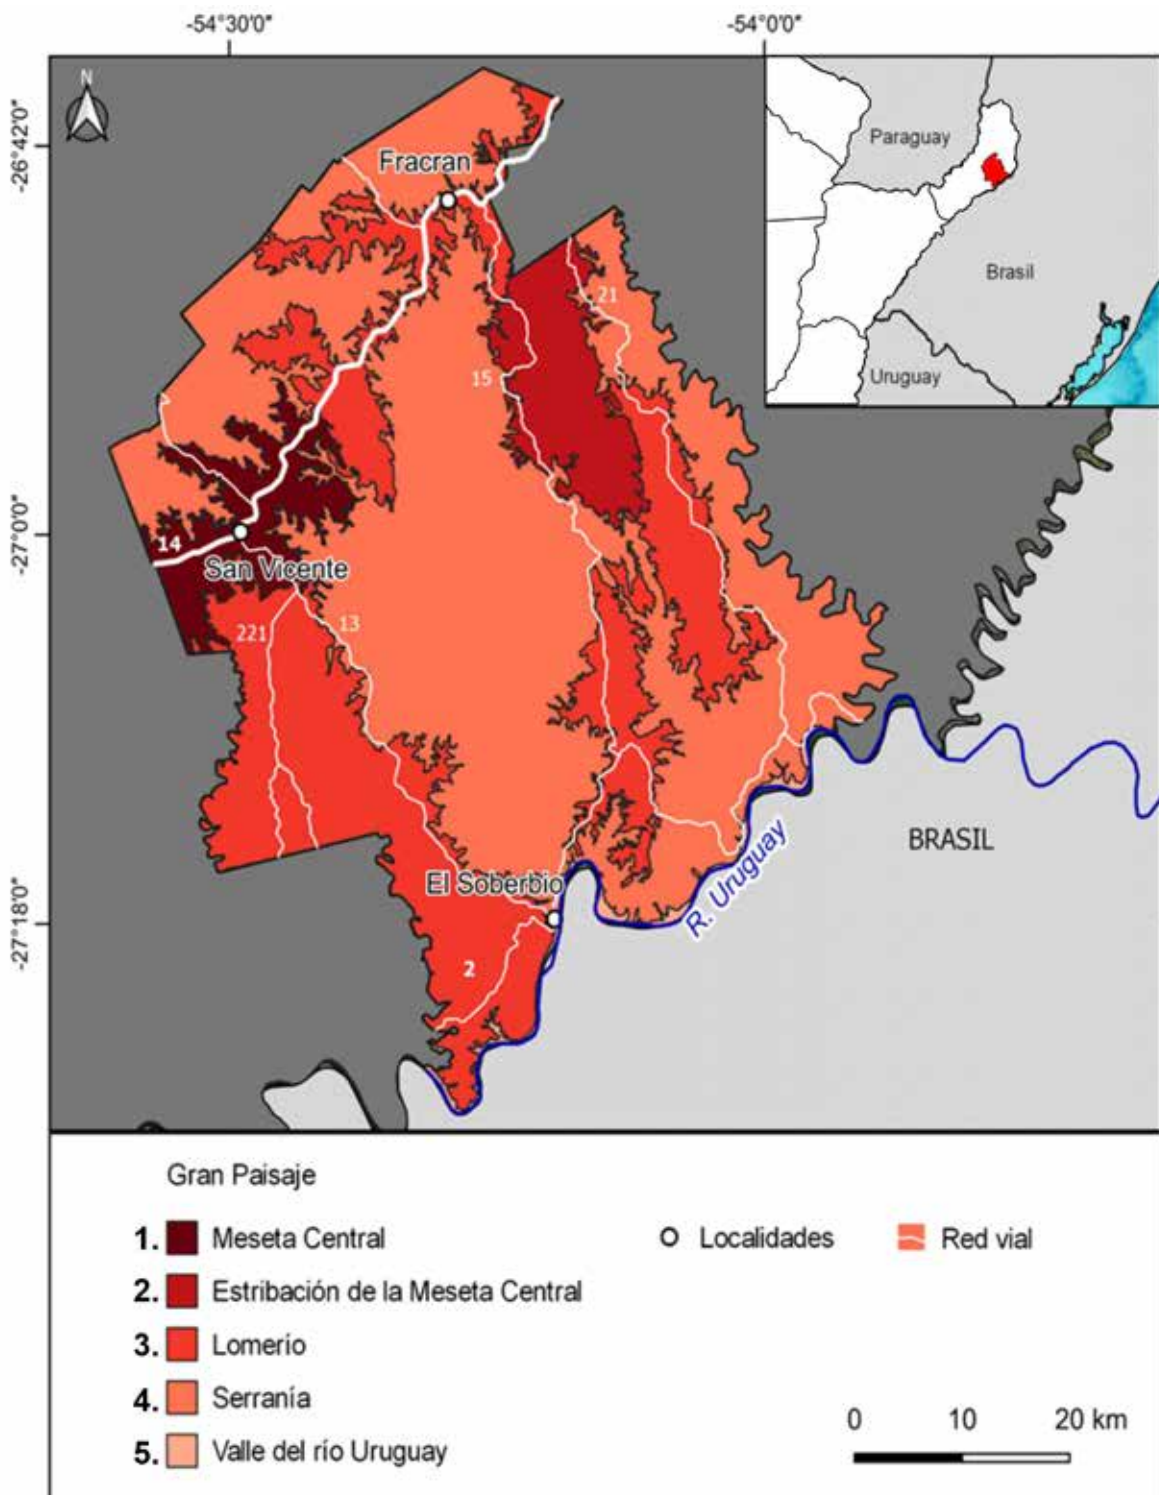 -54°30'0"
-54°0'0"
N
-26°42'0"
Paraguay
Fracran
Brasil
21
15
Uruguay
-27°0'0"
14
San Vicente
221
13
BRASIL
El Soberbio
R. Uruguay
-27°18'0"
2
Gran Paisaje
1. Meseta Central
Localidades
Red vial
2. Estribación de la Meseta Central
3. Lomerío
4. Serranía
0 10 20 km
5. Valle del río Uruguay